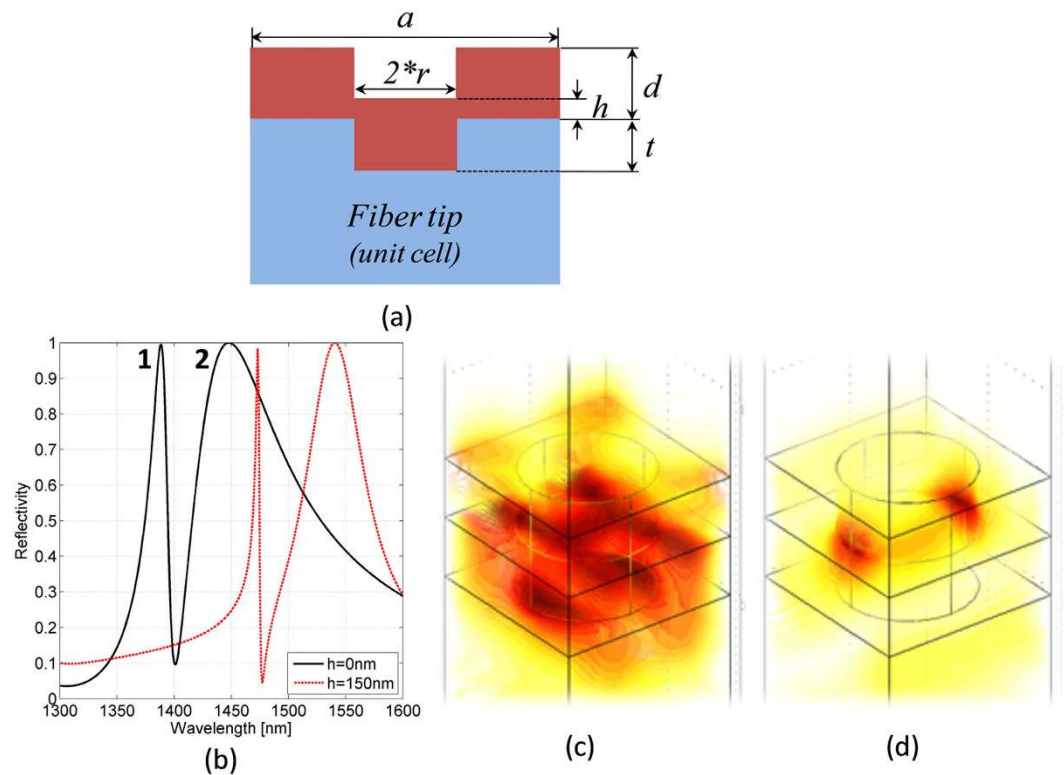 a
2*r
h
d
t
Fiber tip
(unit cell)
(a)
1 2
1
0.9
0.8
0.7
0.6
0.5
0.4
0.3
0.2
0.1
0
Reflectivity
h=0nm
h=150nm
1300 1350 1400 1450 1500 1550 1600
Wavelength [nm]
(b)
(c)
(d)